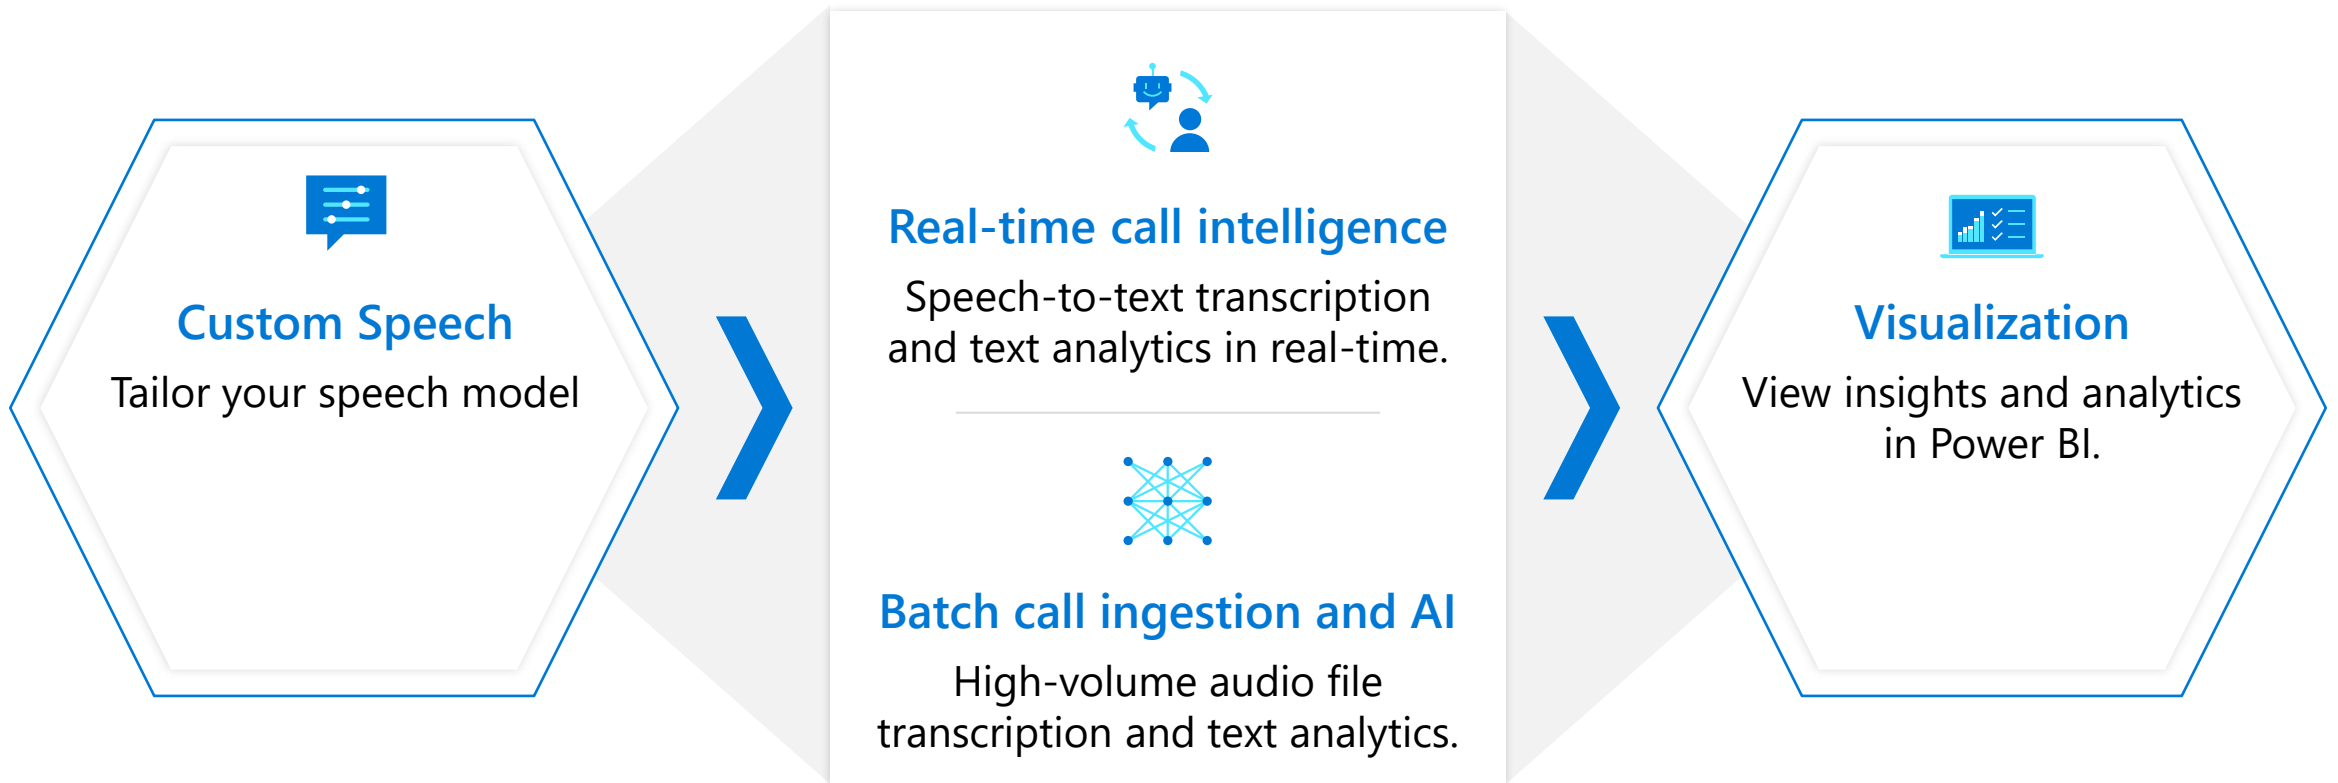 Custom Speech
Tailor your speech model
Real-time call intelligence
Speech-to-text transcription
and text analytics in real-time.
Batch call ingestion and AI
High-volume audio file
transcription and text analytics.
Visualization
View insights and analytics
in Power BI.